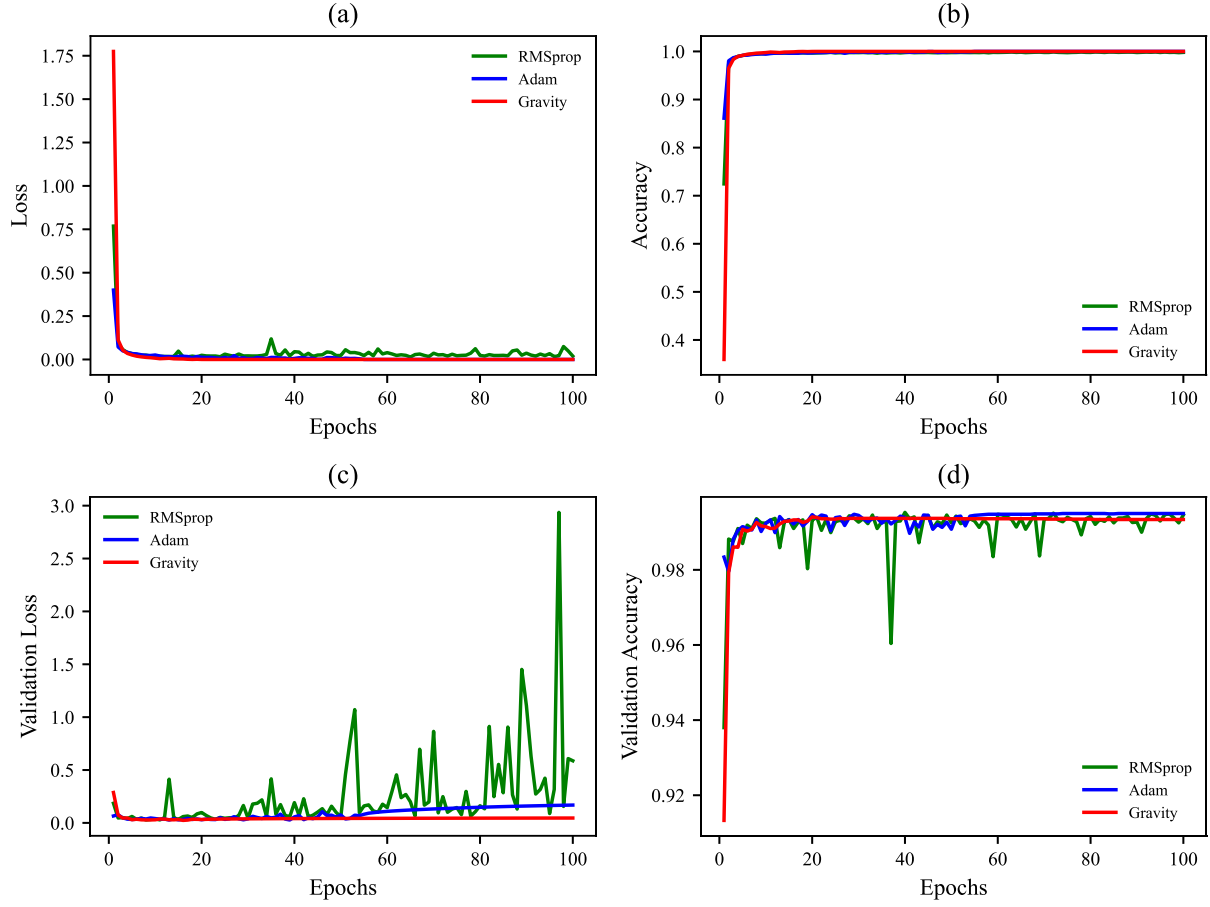 (a)
1.75
1.50
1.25
1.00
0.75
0.50
0.25
0.00
Loss
0 20 40 60 80 100
Epochs
RMSprop
Adam
Gravity
(b)
1.0
0.9
0.8
0.7
0.6
0.5
0.4
Accuracy
0 20 40 60 80 100
Epochs
RMSprop
Adam
Gravity
(c)
3.0
2.5
2.0
1.5
1.0
0.5
0.0
Validation Loss
0 20 40 60 80 100
Epochs
RMSprop
Adam
Gravity
(d)
0.98
0.96
0.94
0.92
Validation Accuracy
0 20 40 60 80 100
Epochs
RMSprop
Adam
Gravity